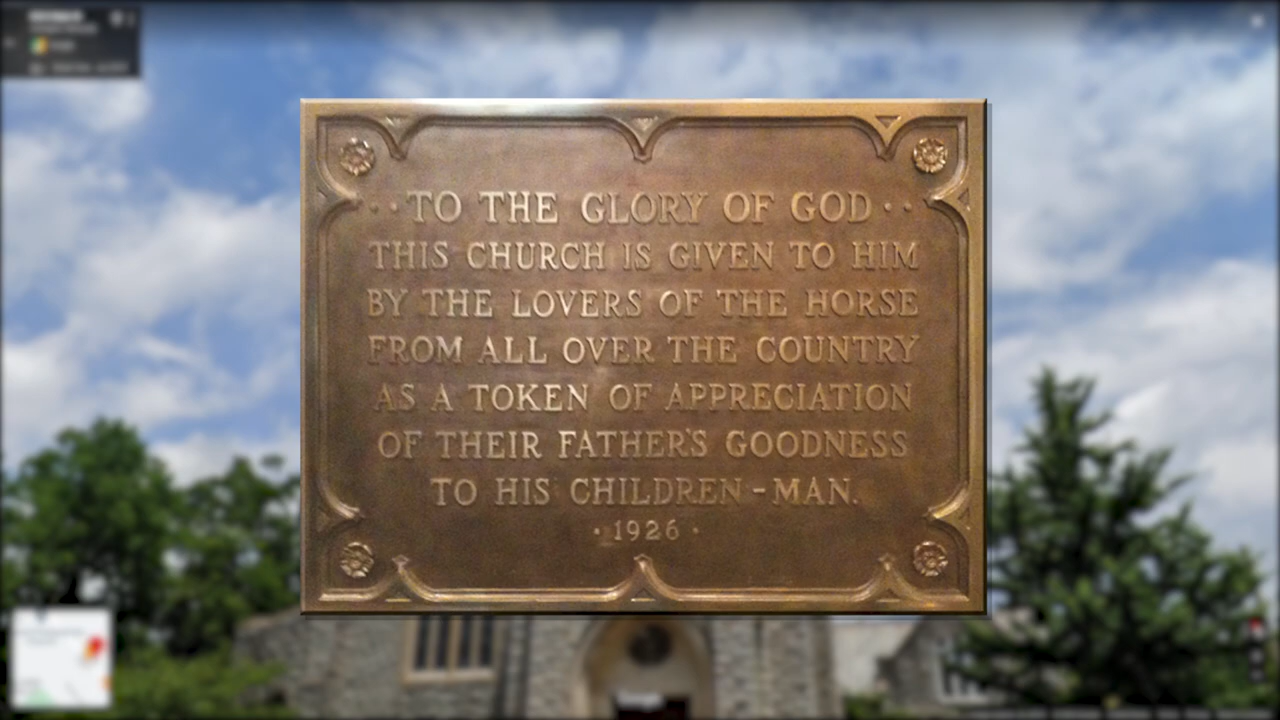 ··TO THE GLORY OF GOD··
THIS CHURCH IS GIVEN TO HIM
BY THE LOVERS OF THE HORSE
FROM ALL OVER THE COUNTRY
AS A TOKEN OF APPRECIATION
OF THEIR FATHER'S GOODNESS
TO HIS CHILDREN-MAN.
·1926·